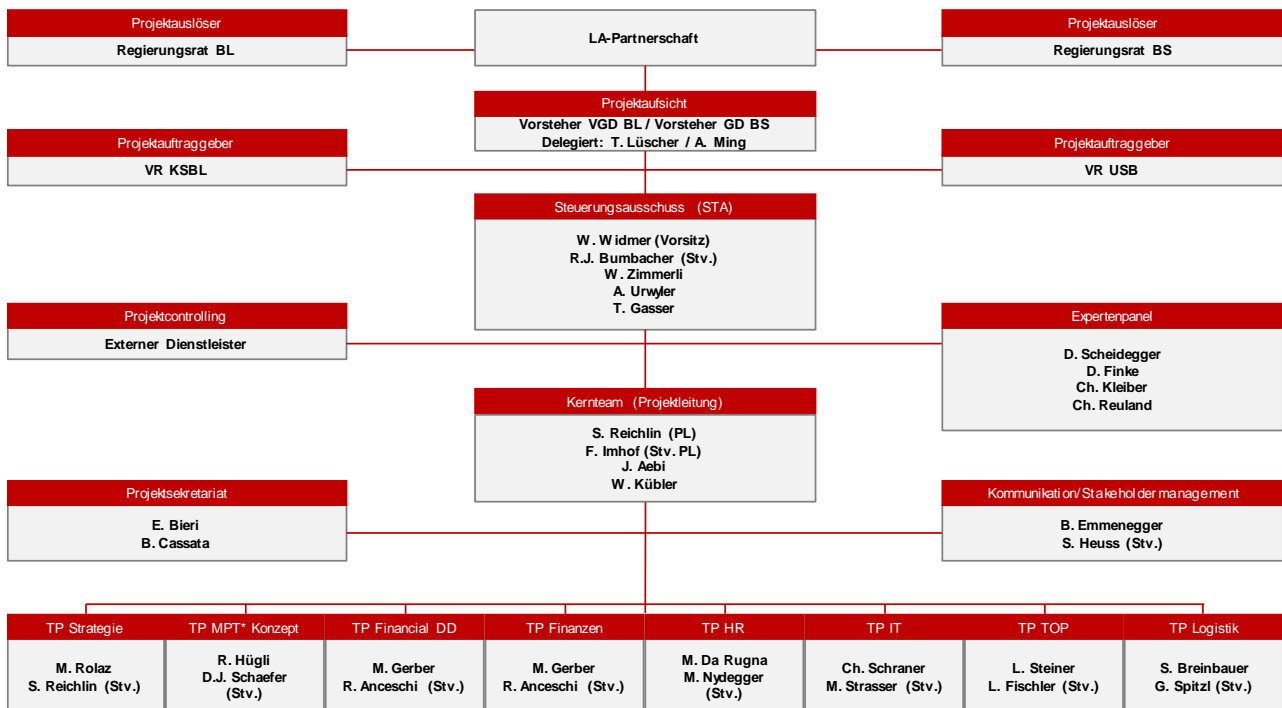 Projektauslöser
Regierungsrat BL
LA-Partnerschaft
Projektauslöser
Regierungsrat BS
Projektaufsicht
Vorsteher VGD BL / Vorsteher GD BS
Delegiert: T. Lüscher / A. Ming
Projektauftraggeber
VR KSBL
Projektauftraggeber
VR USB
Steuerungsausschuss (STA)
W. Widmer (Vorsitz)
R.J. Bumbacher (Stv.)
W. Zimmerli
A. Urwyler
T. Gasser
Projektcontrolling
Externer Dienstleister
Expertenpanel
D. Scheidegger
D. Finke
Ch. Kleiber
Ch. Reuland
Kernteam (Projektleitung)
S. Reichlin (PL)
F. Imhof (Stv. PL)
J. Aebi
W. Kübler
Projektsekretariat
E. Bieri
B. Cassata
Kommunikation/Stakeholdermanagement
B. Emmenegger
S. Heuss (Stv.)
TP Strategie
M. Rolaz
S. Reichlin (Stv.)
TP MPT* Konzept
R. Hügli
D.J. Schaefer
(Stv.)
TP Financial DD
M. Gerber
R. Anceschi (Stv.)
TP Finanzen
M. Gerber
R. Anceschi (Stv.)
TP HR
M. Da Rugna
M. Nydegger
(Stv.)
TP IT
Ch. Schraner
M. Strasser (Stv.)
TP TOP
L. Steiner
L. Fischler (Stv.)
TP Logistik
S. Breinbauer
G. Spitzl (Stv.)